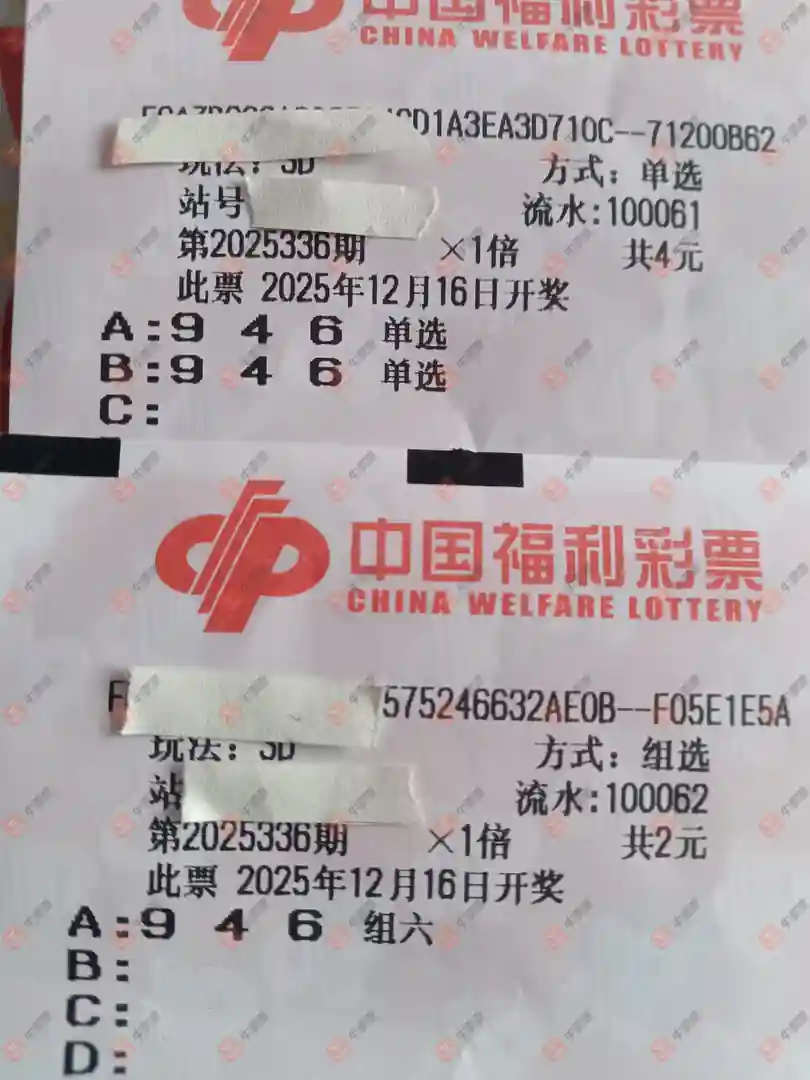 中国福利彩票
CHINA WELFARE LOTTERY
D1A3EA3D710C--71200B62
玩法：3D 方式：单选
站号 流水:100061
第2025336期 ×1倍 共4元
此票 2025年12月16日开奖
A:9 4 6 单选
B:9 4 6 单选
C:
中国福利彩票
CHINA WELFARE LOTTERY
F 575246632AE0B--F05E1E5A
玩法：3D 方式：组选
站 流水:100062
第2025336期 ×1倍 共2元
此票 2025年12月16日开奖
A:9 4 6 组六
B:
C:
D: